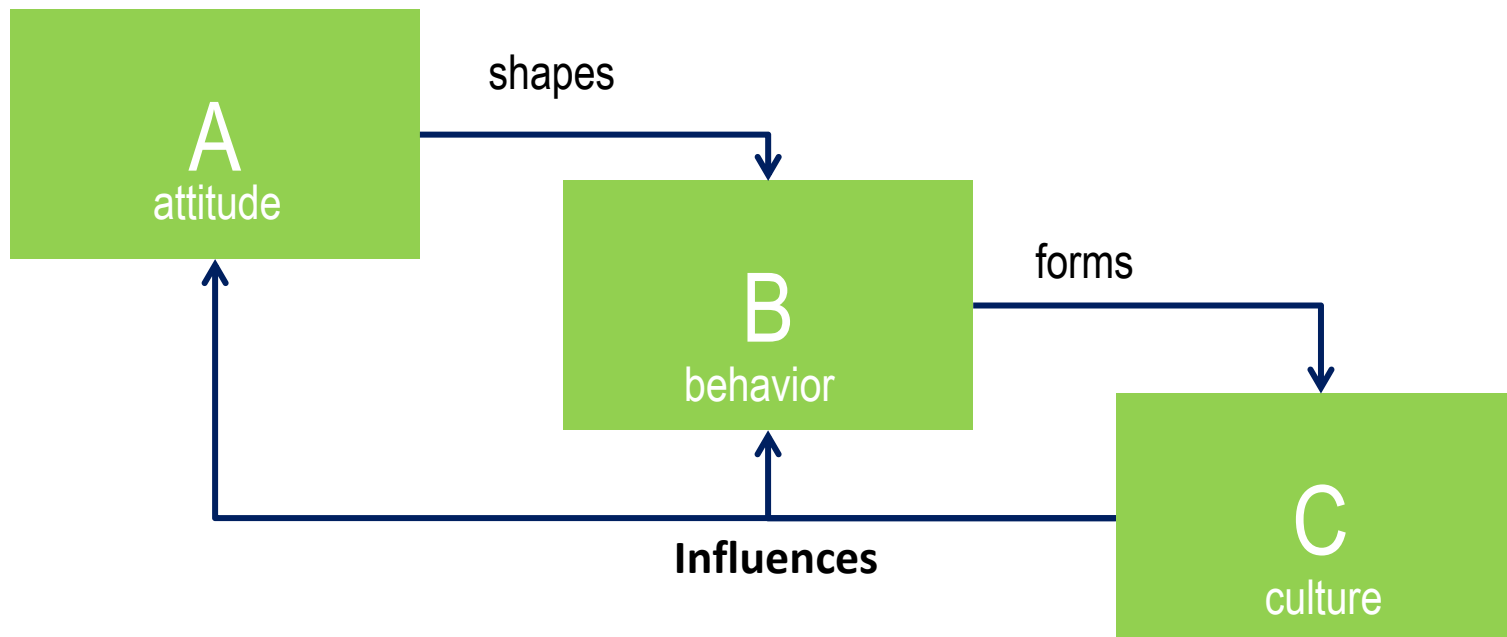 shapes
A
attitude
forms
B
behavior
Influences
C
culture